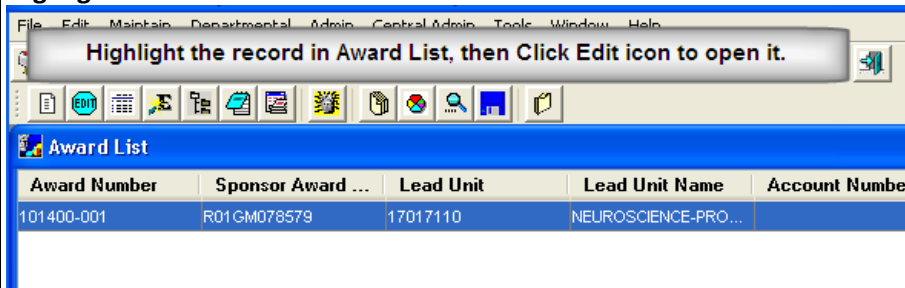 File Edit Maintain Departmental Admin Central Admin Tools Window Help
Highlight the record in Award List, then Click Edit icon to open it.
EDIT
Award List
Award Number Sponsor Award ... Lead Unit Lead Unit Name Account Numbe
101400-001 R01GM078579 17017110 NEUROSCIENCE-PRO...